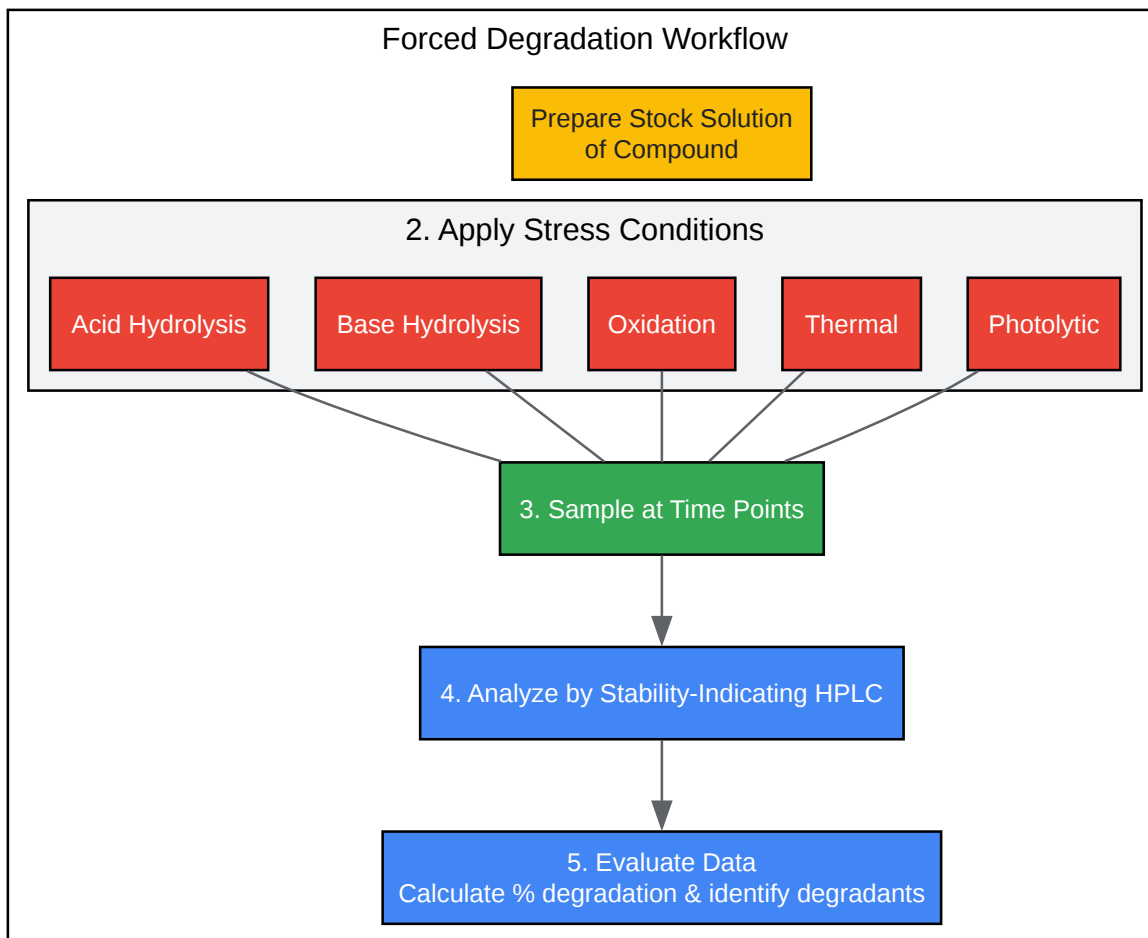 Forced Degradation Workflow
Prepare Stock Solution
of Compound
2. Apply Stress Conditions
Acid Hydrolysis
Base Hydrolysis
Oxidation
Thermal
Photolytic
3. Sample at Time Points
4. Analyze by Stability-Indicating HPLC
5. Evaluate Data
Calculate % degradation & identify degradants